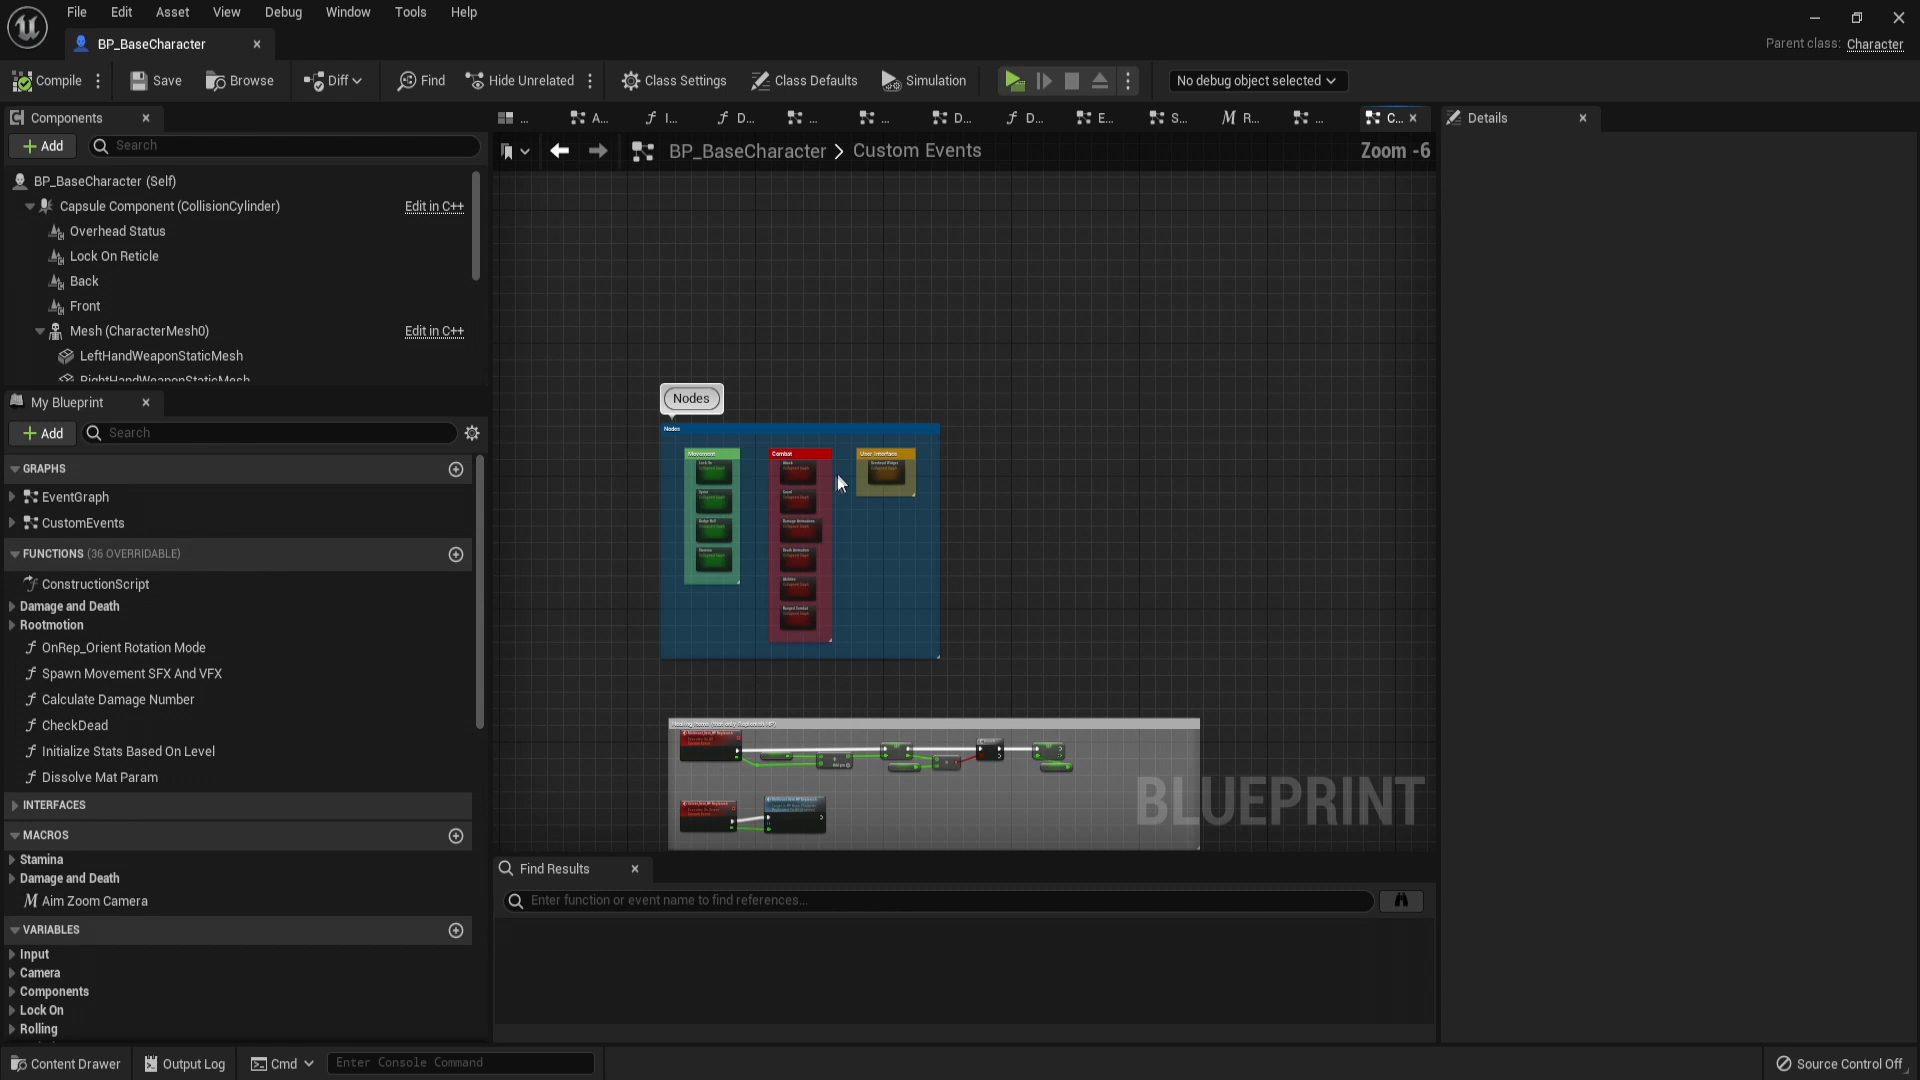 File Edit Asset View Debug Window Tools Help
BP_BaseCharacter
Parent class: Character
Compile Save Browse Diff Find Hide Unrelated Class Settings Class Defaults Simulation No debug object selected
Components
... A... I... D... ... ... D... D... E... S... R... ... C...
Details
Add Search
BP_BaseCharacter > Custom Events
Zoom -6
BP_BaseCharacter (Self)
Capsule Component (CollisionCylinder) Edit in C++
Overhead Status
Lock On Reticle
Back
Front
Mesh (CharacterMesh0) Edit in C++
LeftHandWeaponStaticMesh
RightHandWeaponStaticMesh
My Blueprint
Add Search
GRAPHS
EventGraph
CustomEvents
FUNCTIONS (36 OVERRIDABLE)
ConstructionScript
Damage and Death
Rootmotion
OnRep_Orient Rotation Mode
Spawn Movement SFX And VFX
Calculate Damage Number
CheckDead
Initialize Stats Based On Level
Dissolve Mat Param
INTERFACES
MACROS
Stamina
Damage and Death
Aim Zoom Camera
VARIABLES
Input
Camera
Components
Lock On
Rolling
Nodes
Nodes
Movement Combat User Interface
BLUEPRINT
Find Results
Enter function or event name to find references...
Content Drawer Output Log Cmd Enter Console Command Source Control Off